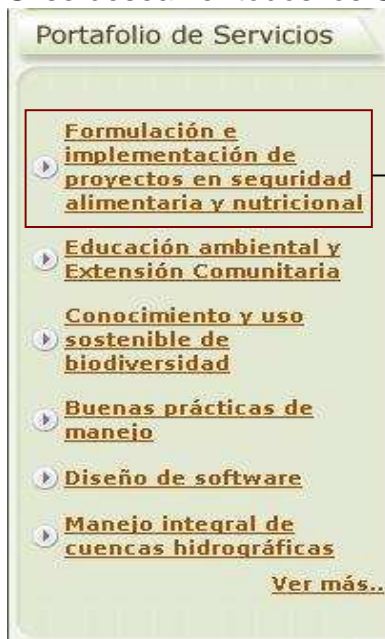 Portafolio de Servicios
Formulación e
implementación de
proyectos en seguridad
alimentaria y nutricional
Educación ambiental y
Extensión Comunitaria
Conocimiento y uso
sostenible de
biodiversidad
Buenas prácticas de
manejo
Diseño de software
Manejo integral de
cuencas hidrográficas
Ver más..